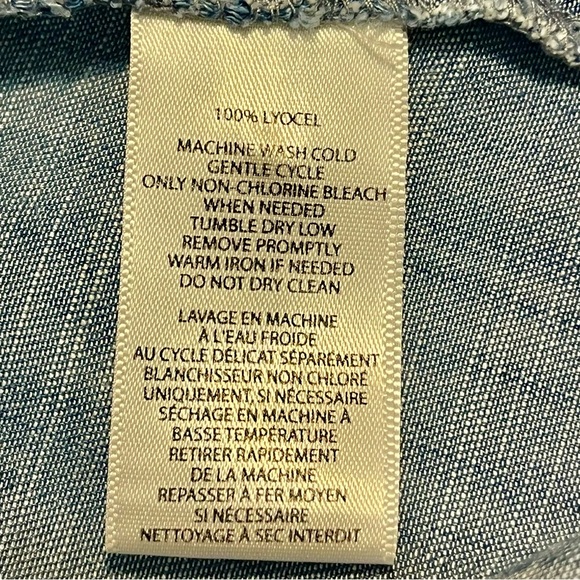 100% LYOCEL
MACHINE WASH COLD
GENTLE CYCLE
ONLY NON-CHLORINE BLEACH
WHEN NEEDED
TUMBLE DRY LOW
REMOVE PROMPTLY
WARM IRON IF NEEDED
DO NOT DRY CLEAN
LAVAGE EN MACHINE
À L'EAU FROIDE
AU CYCLE DÉLICAT SÉPARÉMENT
BLANCHISSEUR NON CHLORÉ
UNIQUEMENT, SI NÉCESSAIRE
SÉCHAGE EN MACHINE À
BASSE TEMPÉRATURE
RETIRER RAPIDEMENT
DE LA MACHINE
REPASSER À FER MOYEN
SI NÉCESSAIRE
NETTOYAGE À SEC INTERDIT